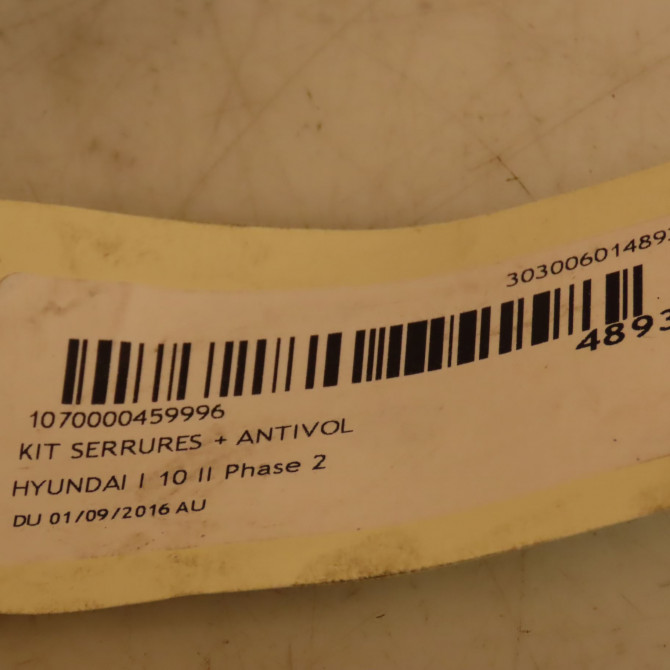 303006014893
4893
1070000459996
KIT SERRURES + ANTIVOL
HYUNDAI I 10 II Phase 2
DU 01/09/2016 AU